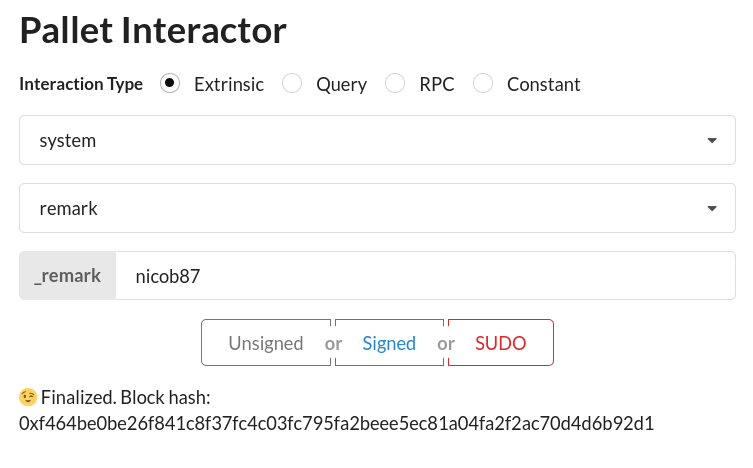 Pallet Interactor
Interaction Type Extrinsic Query RPC Constant
system
remark
_remark nicob87
Unsigned or Signed or SUDO
😉 Finalized. Block hash:
0xf464be0be26f841c8f37fc4c03fc795fa2beee5ec81a04fa2f2ac70d4d6b92d1